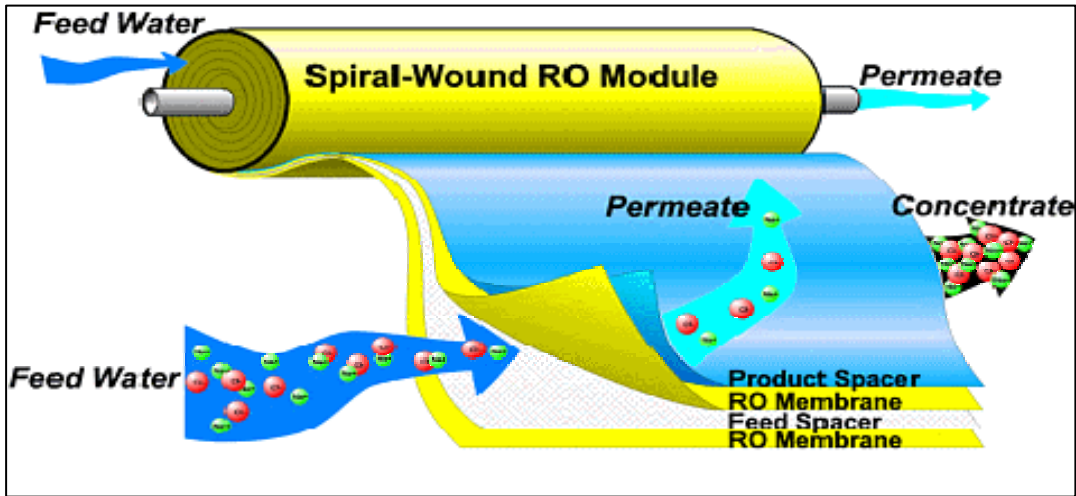 Feed Water
Spiral-Wound RO Module
Permeate
Permeate
Concentrate
Feed Water
Product Spacer
RO Membrane
Feed Spacer
RO Membrane